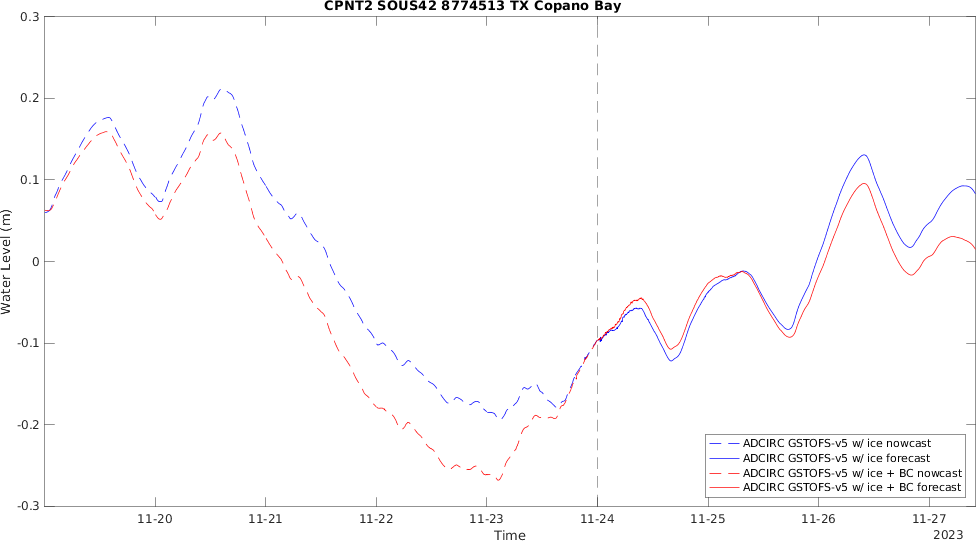 CPNT2 SOUS42 8774513 TX Copano Bay
0.3
0.2
0.1
0
-0.1
-0.2
-0.3
Water Level (m)
11-20 11-21 11-22 11-23 11-24 11-25 11-26 11-27
Time
2023
ADCIRC GSTOFS-v5 w/ ice nowcast
ADCIRC GSTOFS-v5 w/ ice forecast
ADCIRC GSTOFS-v5 w/ ice + BC nowcast
ADCIRC GSTOFS-v5 w/ ice + BC forecast